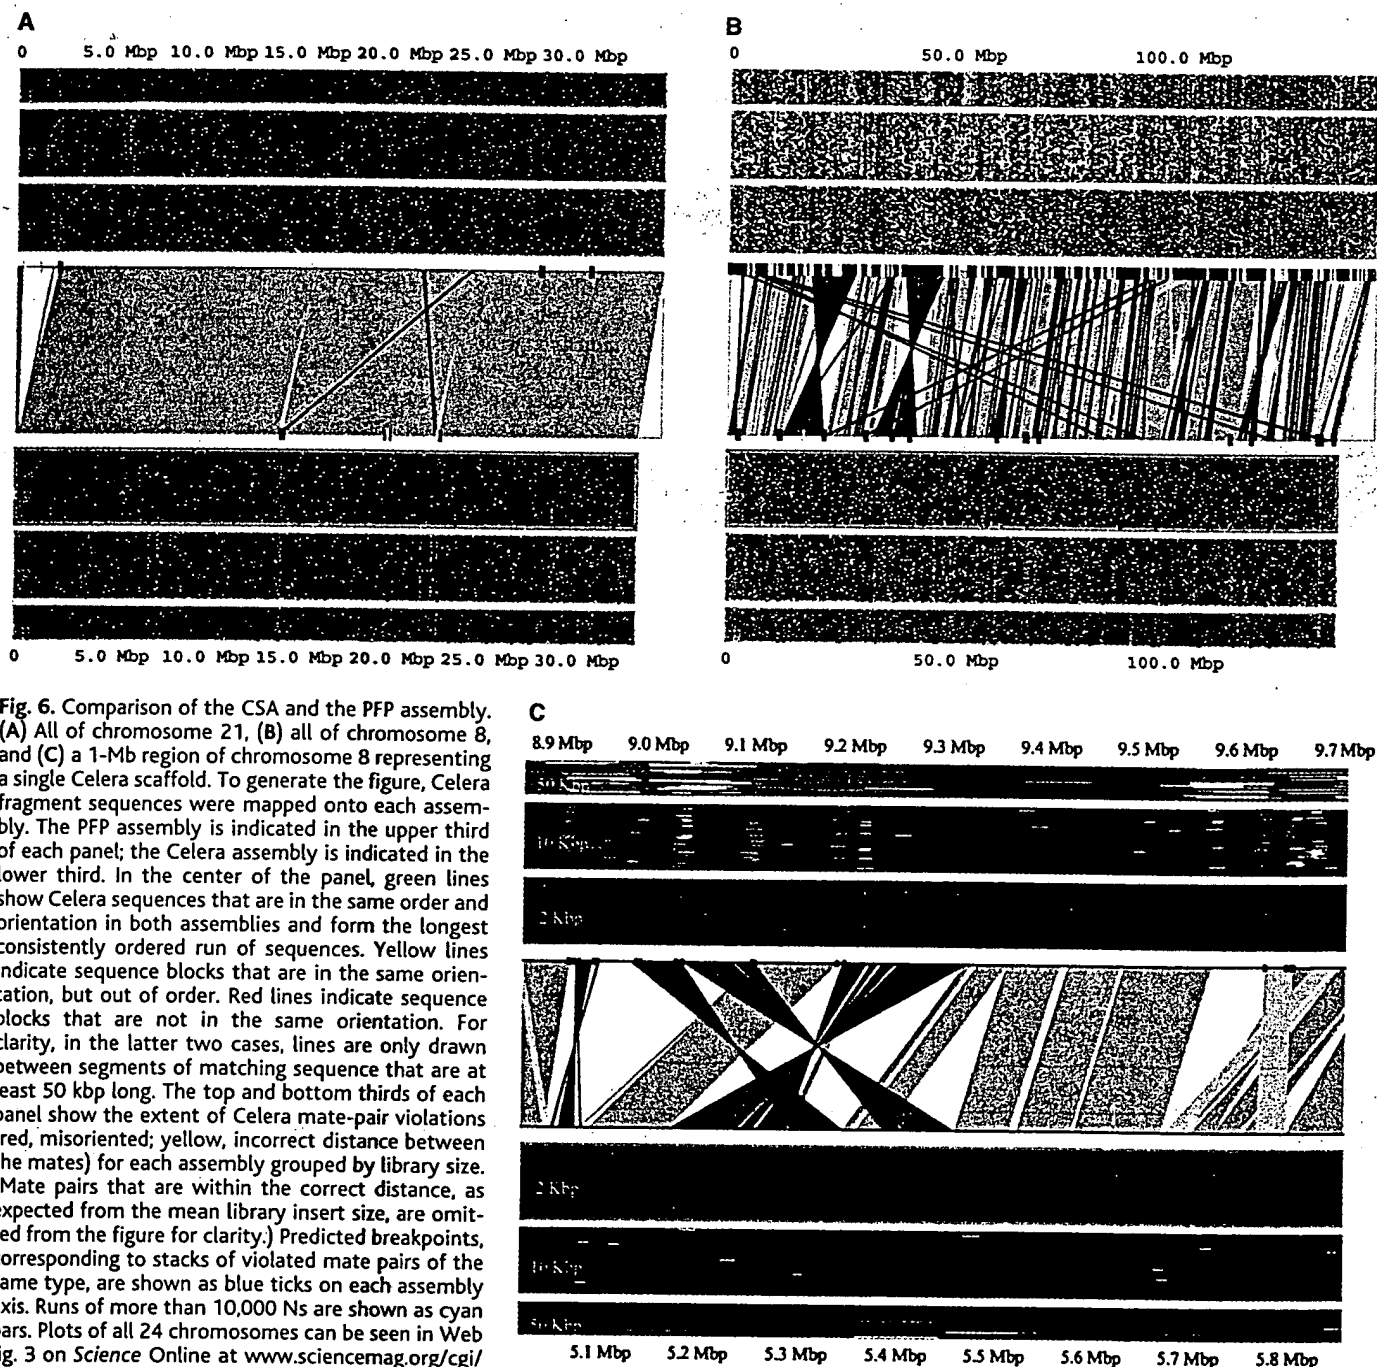 A
0 5.0 Mbp 10.0 Mbp 15.0 Mbp 20.0 Mbp 25.0 Mbp 30.0 Mbp
0 5.0 Mbp 10.0 Mbp 15.0 Mbp 20.0 Mbp 25.0 Mbp 30.0 Mbp
B
0 50.0 Mbp 100.0 Mbp
0 50.0 Mbp 100.0 Mbp
Fig. 6. Comparison of the CSA and the PFP assembly.
(A) All of chromosome 21, (B) all of chromosome 8,
and (C) a 1-Mb region of chromosome 8 representing
a single Celera scaffold. To generate the figure, Celera
fragment sequences were mapped onto each assem-
bly. The PFP assembly is indicated in the upper third
of each panel; the Celera assembly is indicated in the
lower third. In the center of the panel, green lines
show Celera sequences that are in the same order and
orientation in both assemblies and form the longest
consistently ordered run of sequences. Yellow lines
indicate sequence blocks that are in the same orien-
tation, but out of order. Red lines indicate sequence
blocks that are not in the same orientation. For
clarity, in the latter two cases, lines are only drawn
between segments of matching sequence that are at
least 50 kbp long. The top and bottom thirds of each
panel show the extent of Celera mate-pair violations
(red, misoriented; yellow, incorrect distance between
the mates) for each assembly grouped by library size.
(Mate pairs that are within the correct distance, as
expected from the mean library insert size, are omit-
ted from the figure for clarity.) Predicted breakpoints,
corresponding to stacks of violated mate pairs of the
same type, are shown as blue ticks on each assembly
axis. Runs of more than 10,000 Ns are shown as cyan
bars. Plots of all 24 chromosomes can be seen in Web
fig. 3 on Science Online at www.sciencemag.org/cgi/
C
8.9 Mbp 9.0 Mbp 9.1 Mbp 9.2 Mbp 9.3 Mbp 9.4 Mbp 9.5 Mbp 9.6 Mbp 9.7 Mbp
50 Kbp
10 Kbp
2 Kbp
2 Kbp
10 Kbp
50 Kbp
5.1 Mbp 5.2 Mbp 5.3 Mbp 5.4 Mbp 5.5 Mbp 5.6 Mbp 5.7 Mbp 5.8 Mbp